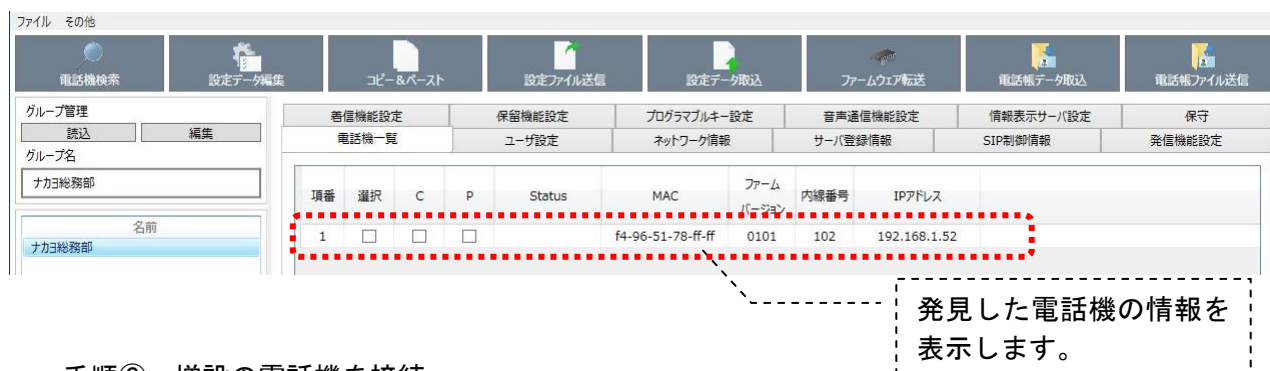 ファイル その他
電話機検索 設定データ編集 コピー&ペースト 設定ファイル送信 設定データ取込 ファームウェア転送 電話帳データ取込 電話帳ファイル送信
グループ管理
読込 編集
グループ名
ナカヨ総務部
名前
ナカヨ総務部
着信機能設定 保留機能設定 プログラマブルキー設定 音声通信機能設定 情報表示サーバ設定 保守
電話機一覧 ユーザ設定 ネットワーク情報 サーバ登録情報 SIP制御情報 発信機能設定
項番 選択 C P Status MAC ファームバージョン 内線番号 IPアドレス
1 f4-96-51-78-ff-ff 0101 102 192.168.1.52
発見した電話機の情報を
表示します。